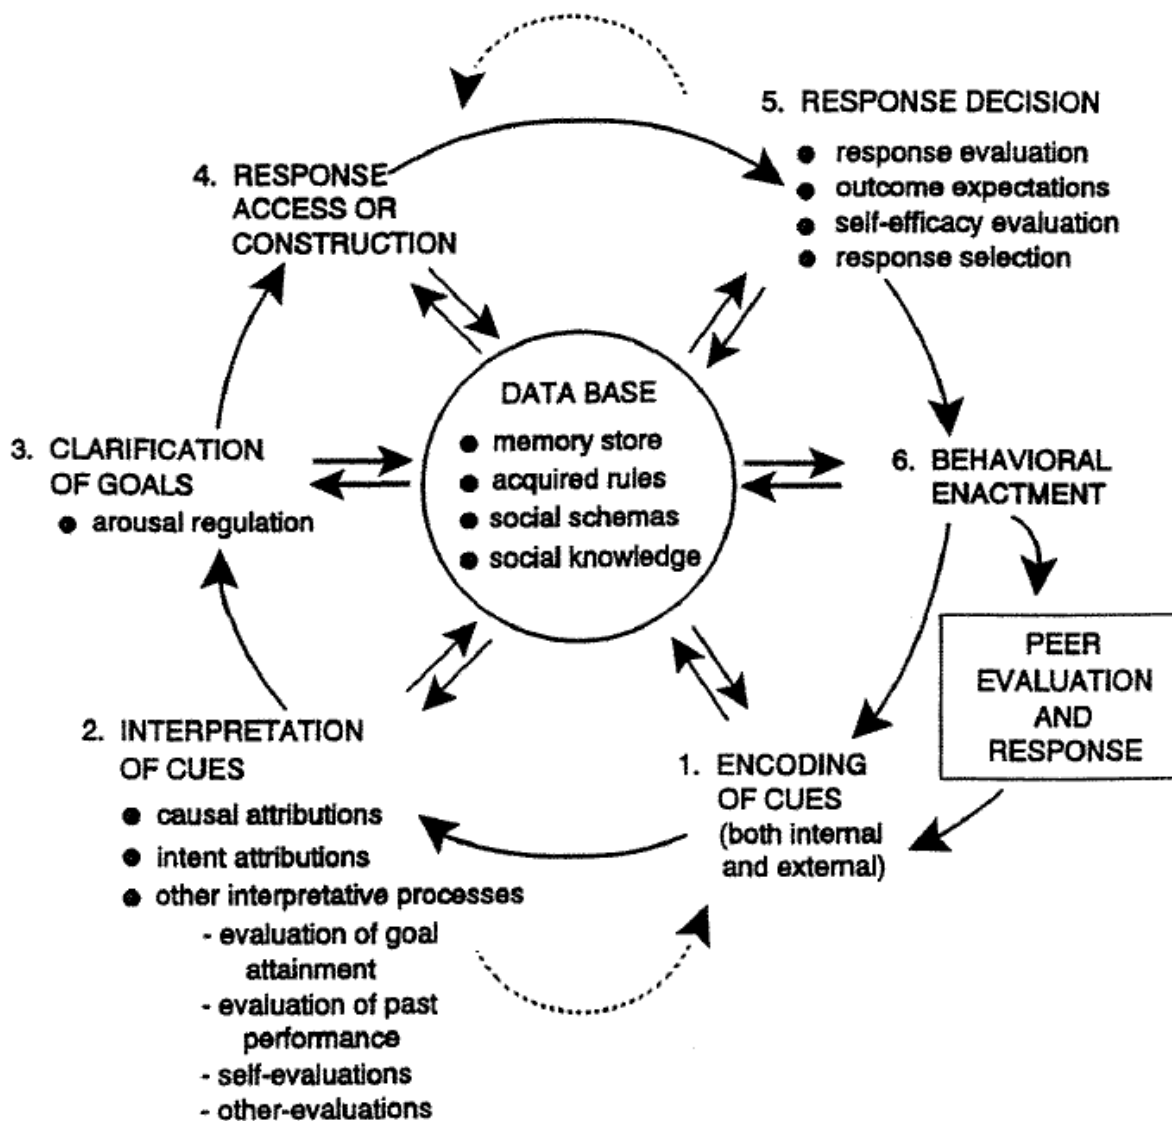 5. RESPONSE DECISION
● response evaluation
● outcome expectations
● self-efficacy evaluation
● response selection
4. RESPONSE
ACCESS OR
CONSTRUCTION
DATA BASE
● memory store
● acquired rules
● social schemas
● social knowledge
3. CLARIFICATION
OF GOALS
● arousal regulation
6. BEHAVIORAL
ENACTMENT
PEER
EVALUATION
AND
RESPONSE
2. INTERPRETATION
OF CUES
● causal attributions
● intent attributions
● other interpretative processes
- evaluation of goal
attainment
- evaluation of past
performance
- self-evaluations
- other-evaluations
1. ENCODING
OF CUES
(both internal
and external)